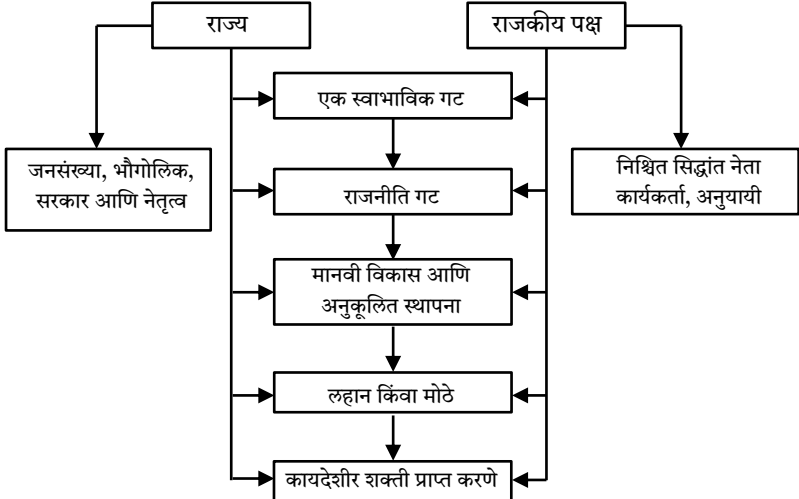 राज्य
राजकीय पक्ष
एक स्वाभाविक गट
जनसंख्या, भौगोलिक,
सरकार आणि नेतृत्व
निश्चित सिद्धांत नेता
कार्यकर्ता, अनुयायी
राजनीति गट
मानवी विकास आणि
अनुकूलित स्थापना
लहान किंवा मोठे
कायदेशीर शक्ती प्राप्त करणे